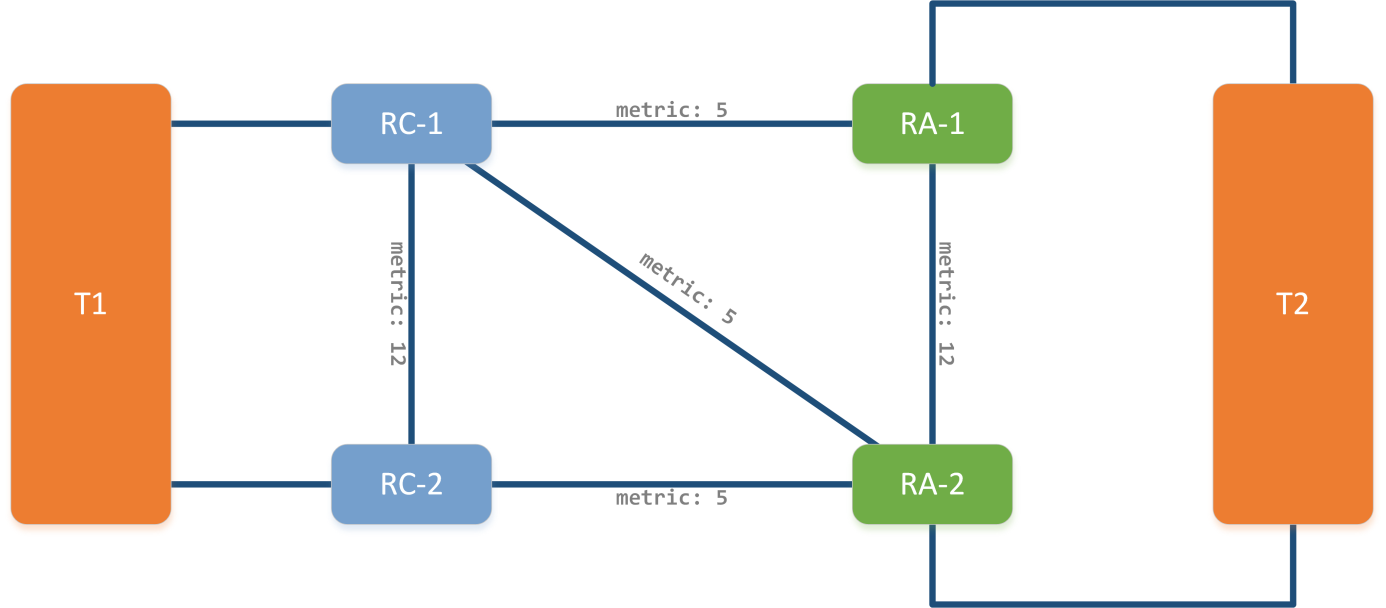 metric: 5
RC-1
RA-1
metric: 12
metric: 5
metric: 12
T1
T2
RC-2
RA-2
metric: 5